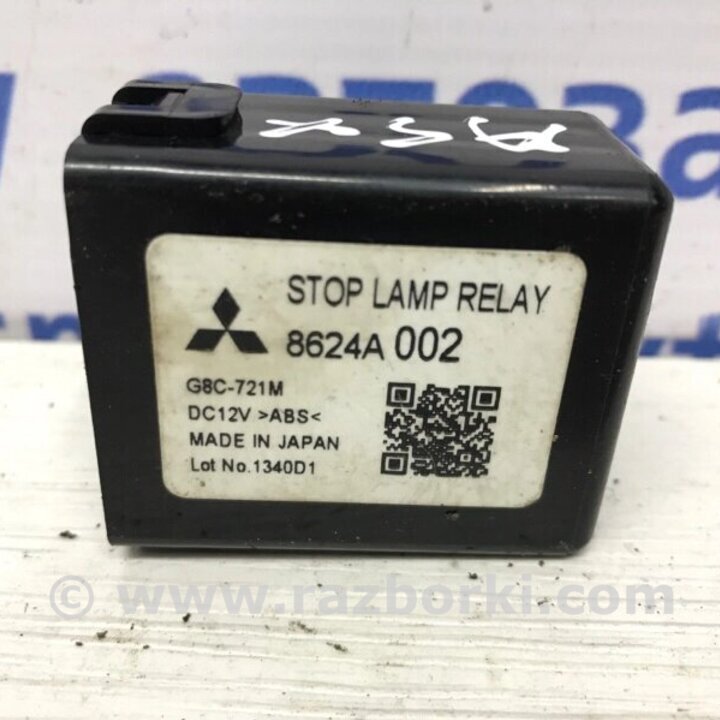 STOP LAMP RELAY
8624A 002
G8C-721M
DC12V >ABS<
MADE IN JAPAN
Lot No.1340D1
© www.razborki.com